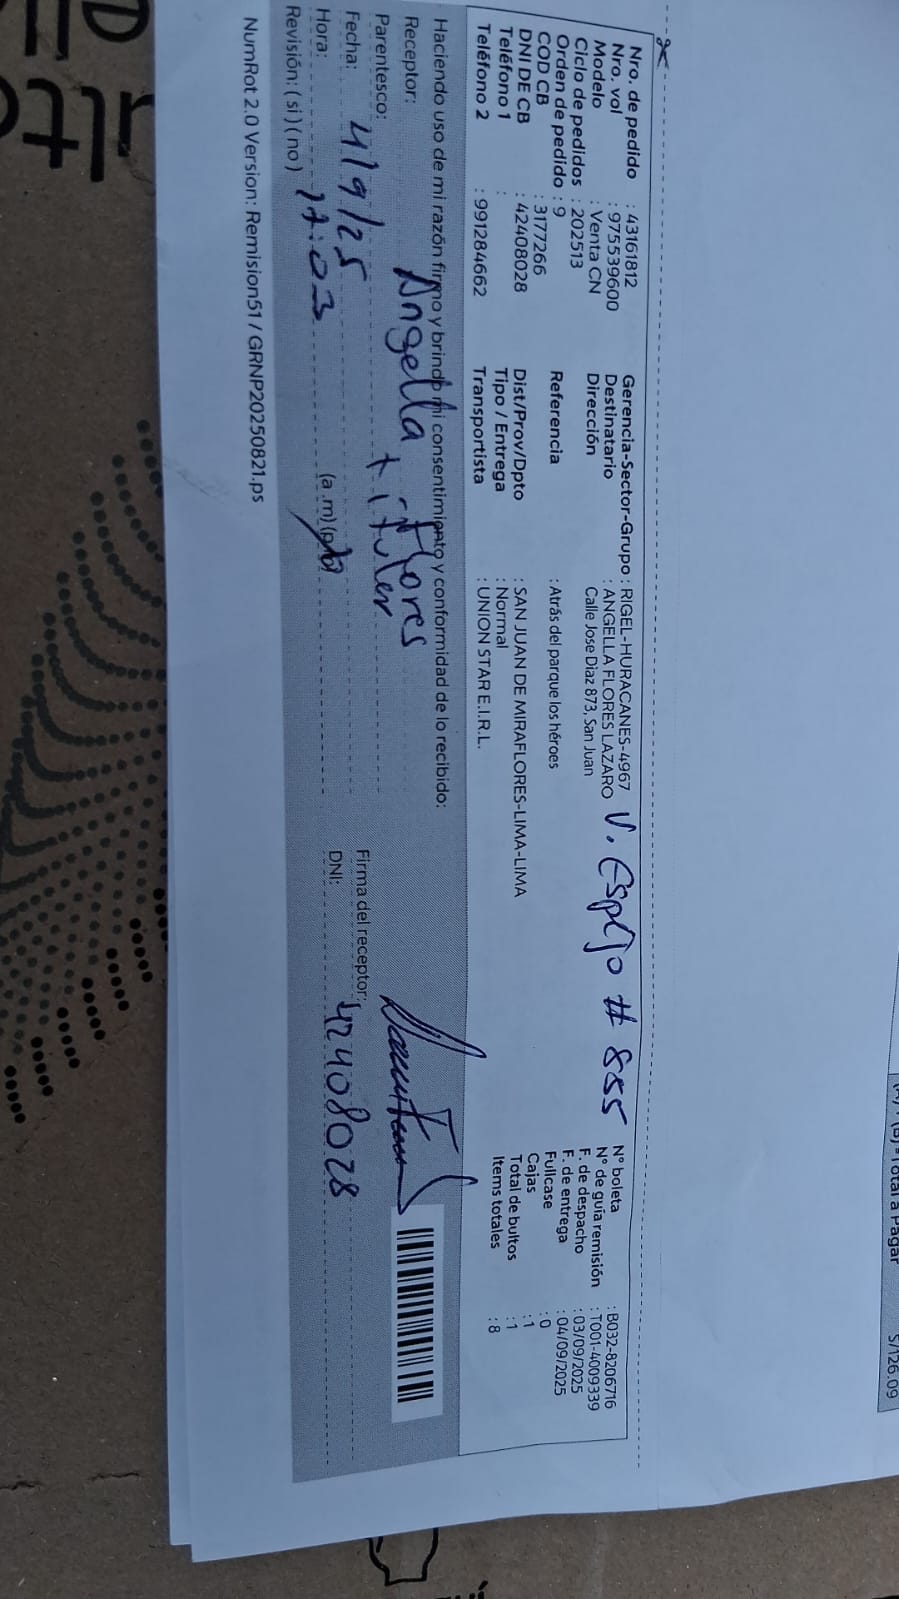 Nro. de pedido : 43161812
Nro. vol : 975539600
Modelo : Venta CN
Ciclo de pedidos : 202513
Orden de pedido : 9
COD CB : 3177266
DNI DE CB : 42408028
Teléfono 1 :
Teléfono 2 : 991284662
Gerencia-Sector-Grupo : RIGEL-HURACANES-4967
Destinatario : ANGELLA FLORES LAZARO
Dirección Calle Jose Diaz 873, San Juan
V. Espejo # 855
Referencia : Atrás del parque los héroes
Dist/Prov/Dpto : SAN JUAN DE MIRAFLORES-LIMA-LIMA
Tipo / Entrega : Normal
Transportista : UNION STAR E.I.R.L.
N° boleta : B032-8206716
N° de guía remisión : T001-4009339
F. de despacho : 03/09/2025
F. de entrega : 04/09/2025
Fullcase : 0
Cajas : 1
Total de bultos : 1
Items totales : 8
Haciendo uso de mi razón firmo y brindo mi consentimiento y conformidad de lo recibido:
Receptor: Angella Flores
Parentesco: titular
Fecha: 4/9/25
Hora: 17:03 (a.m)
Revisión: ( si ) ( no )
Firma del receptor:
DNI: 42408028
NumRot 2.0 Version: Remision51 / GRNP20250821.ps
Total a Pagar S/126.09